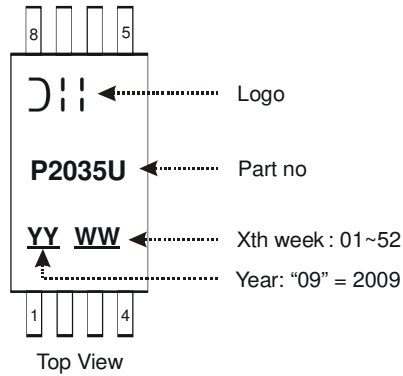 8 5
Logo
P2035U Part no
YY WW Xth week : 01~52
Year: “09” = 2009
1 4
Top View